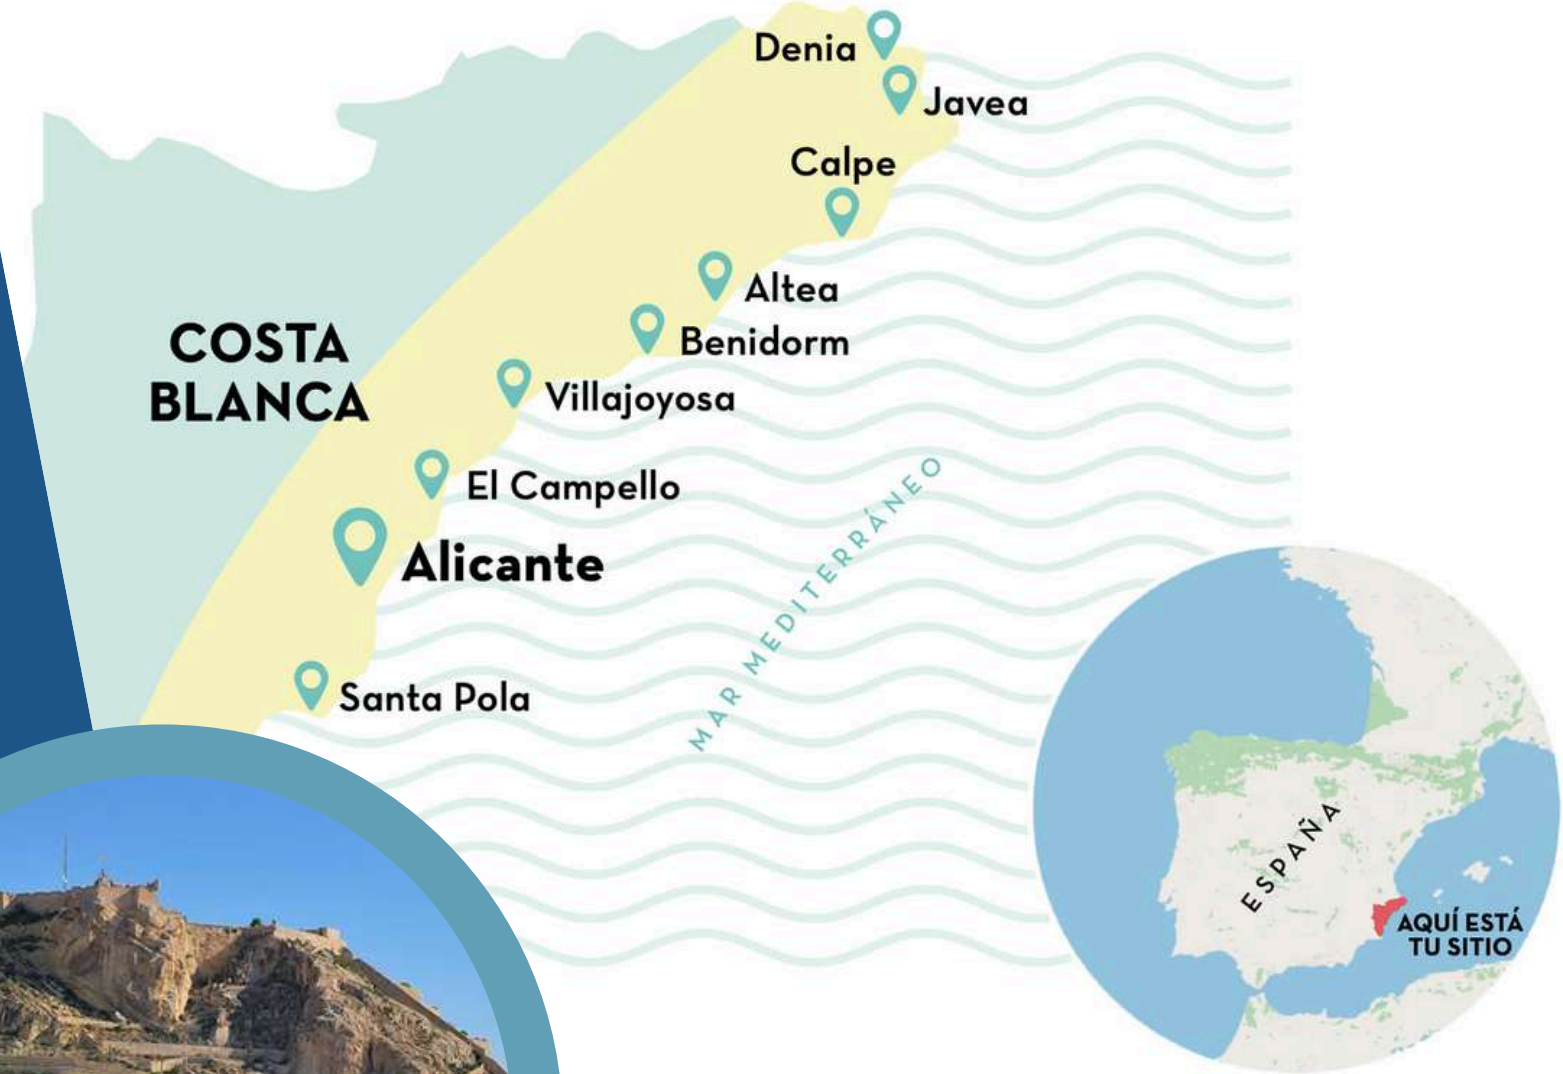 Denia
Javea
Calpe
Altea
Benidorm
COSTA
BLANCA
Villajoyosa
El Campello
Alicante
Santa Pola
MAR MEDITERRÁNEO
ESPAÑA
AQUÍ ESTÁ
TU SITIO